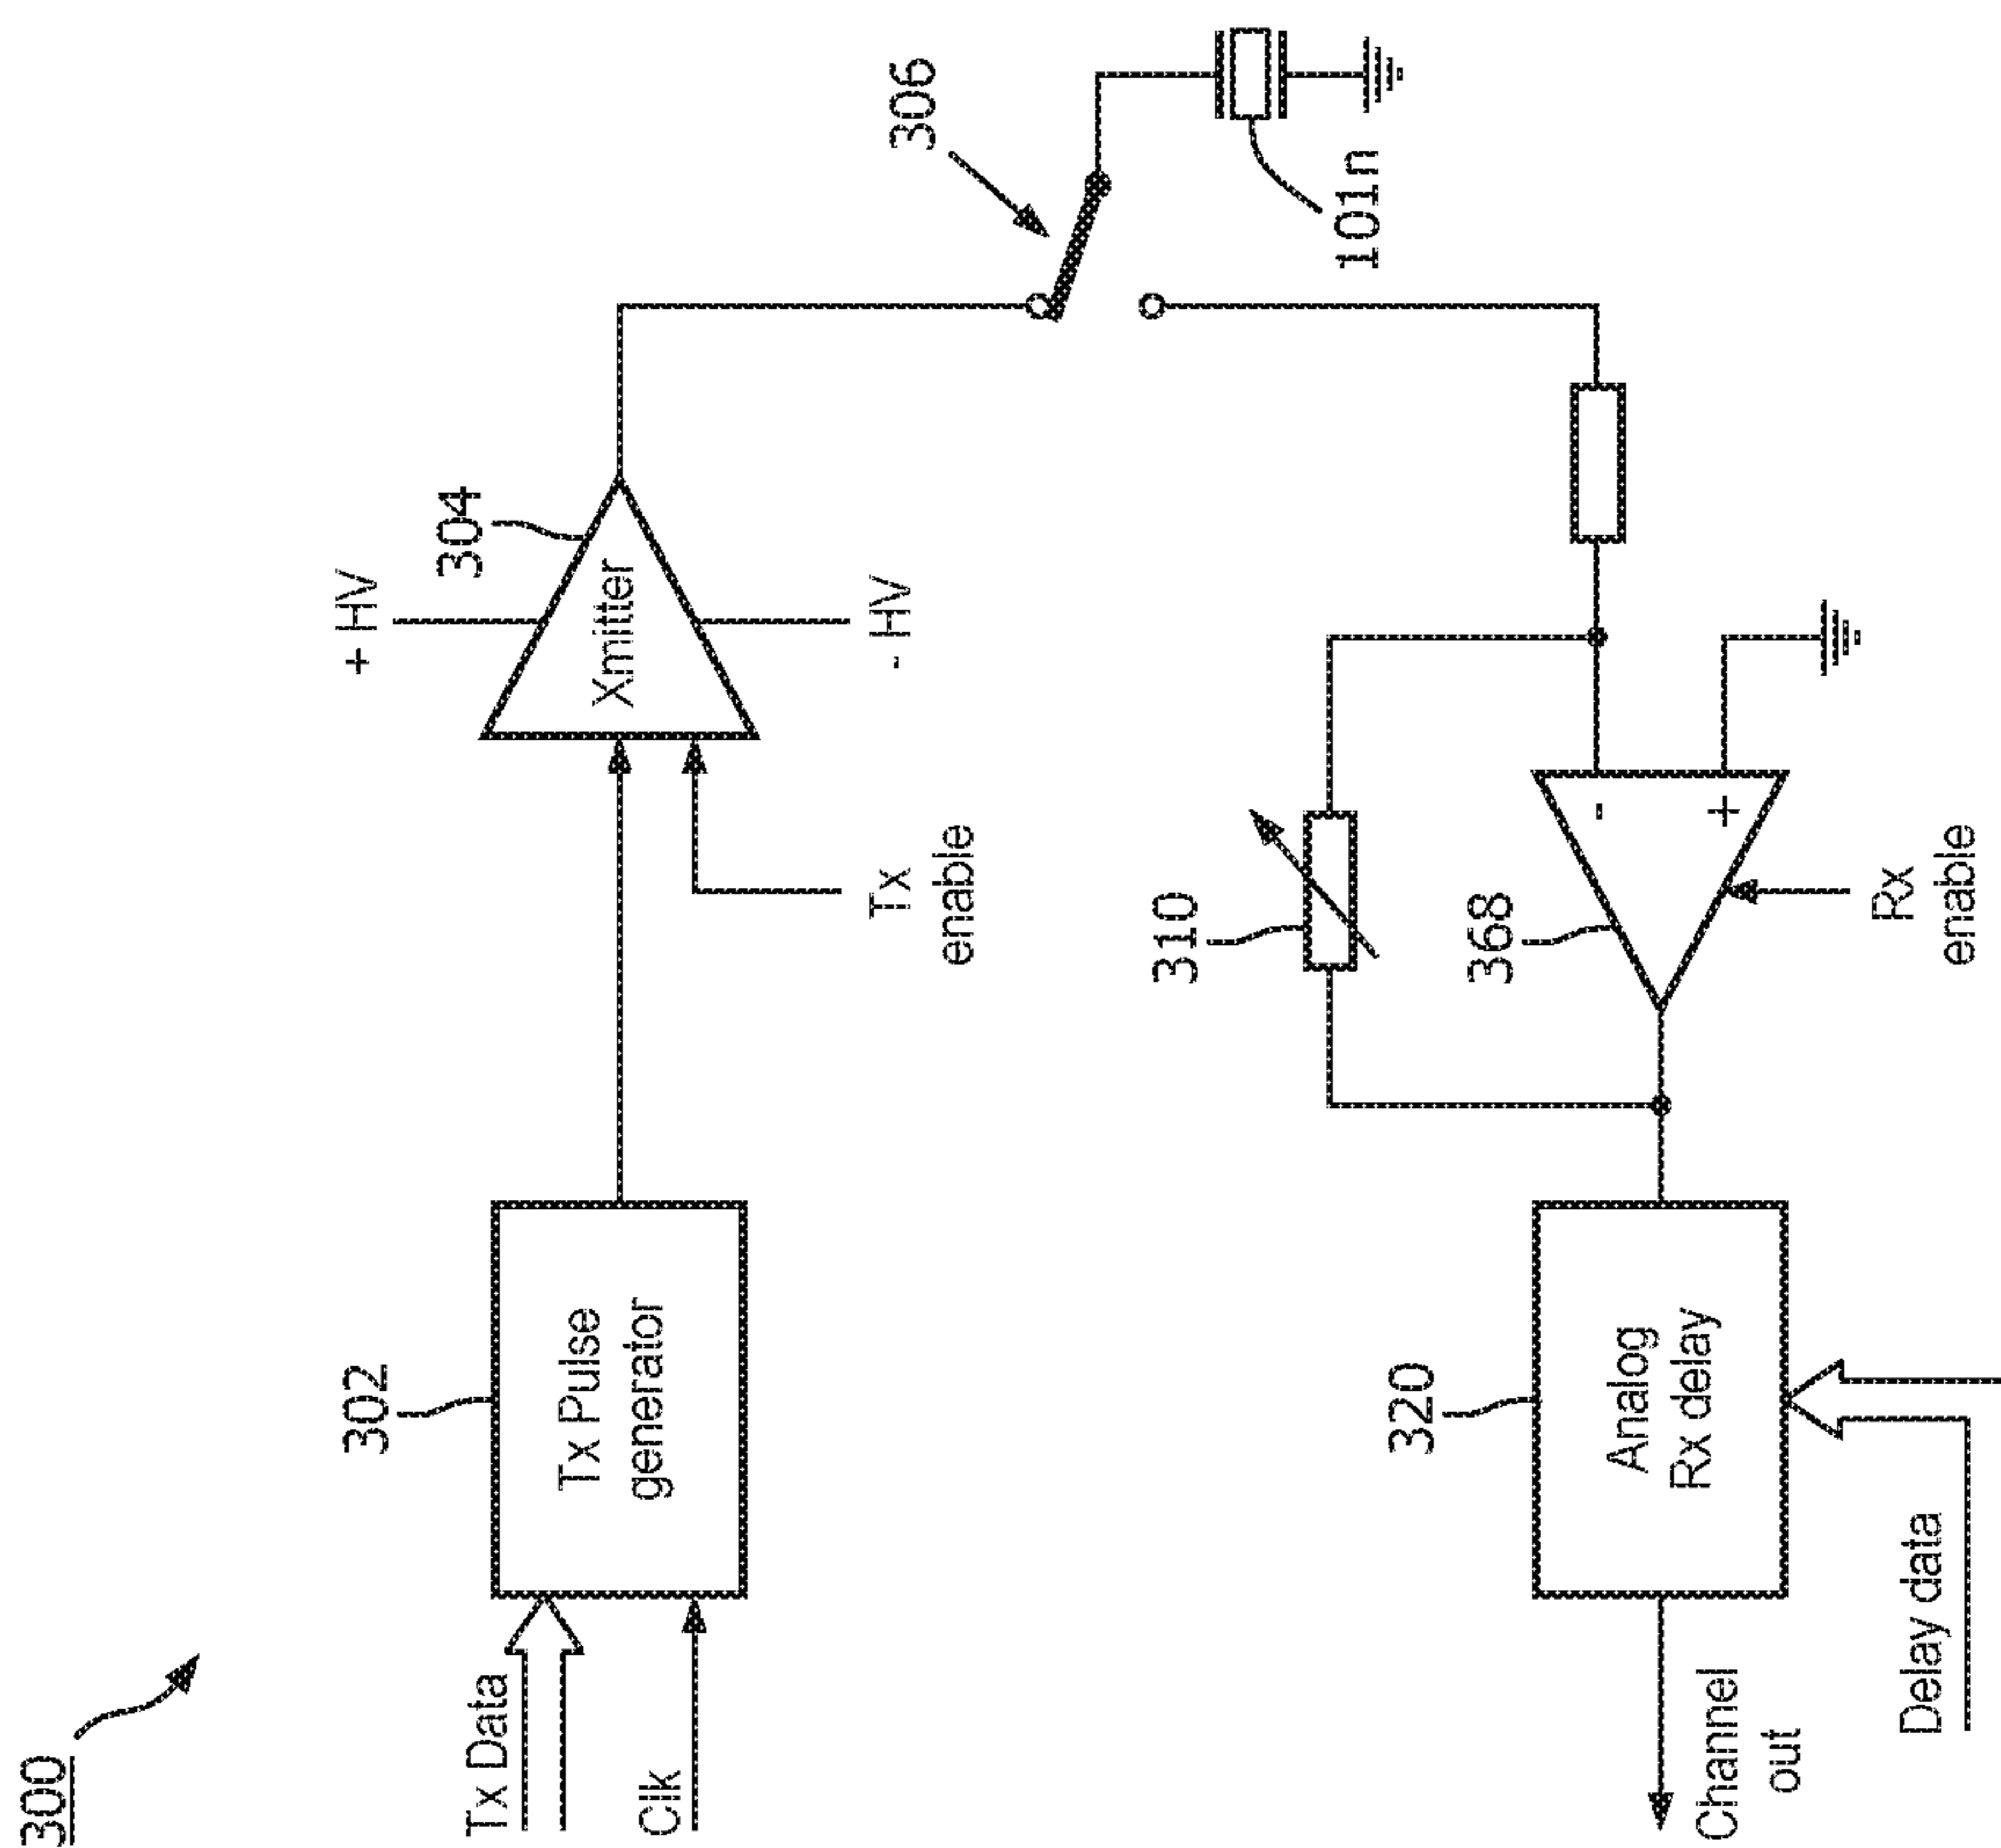 300
Tx Data
Clk
302
Tx Pulse
generator
+ HV
304
Xmitter
- HV
Tx
enable
306
101n
310
368
-
+
Rx
enable
320
Analog
Rx delay
Channel
out
Delay data